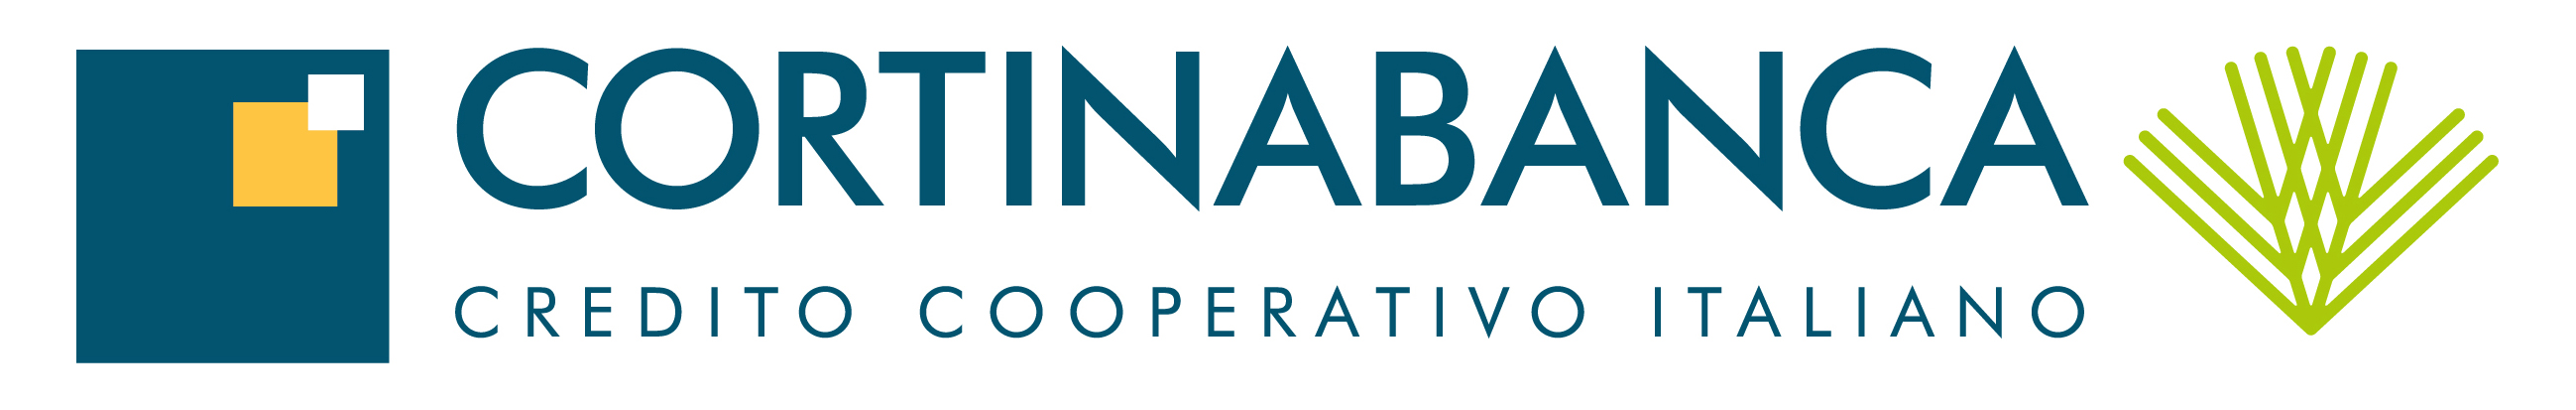 CORTINABANCA
CREDITO COOPERATIVO ITALIANO